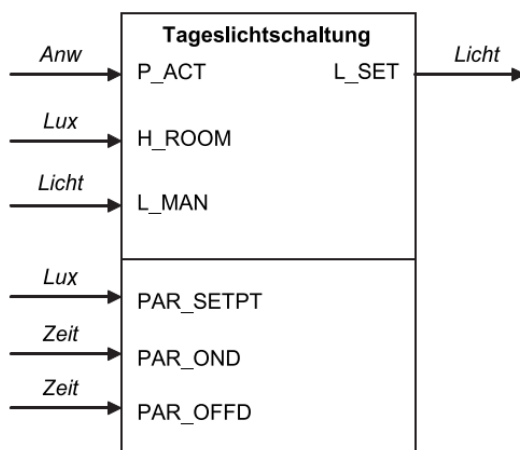 Tageslichtschaltung
Anw P_ACT L_SET Licht
Lux H_ROOM
Licht L_MAN
Lux PAR_SETPT
Zeit PAR_OND
Zeit PAR_OFFD